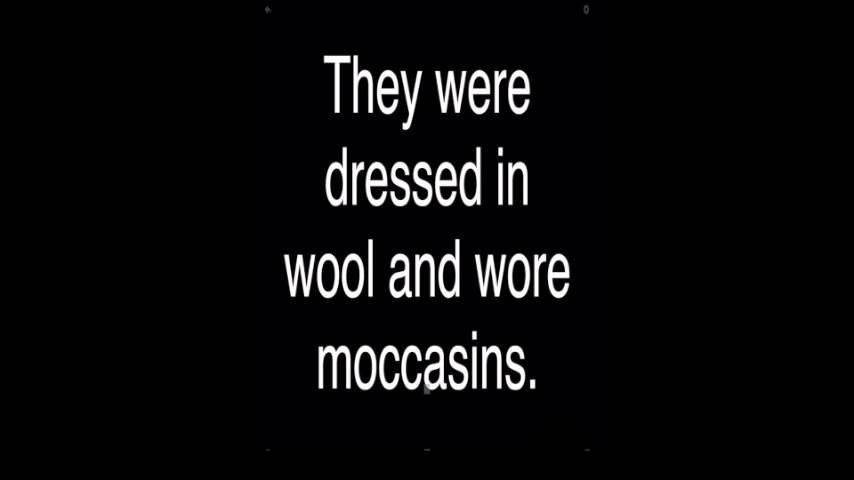 They were
dressed in
wool and wore
moccasins.